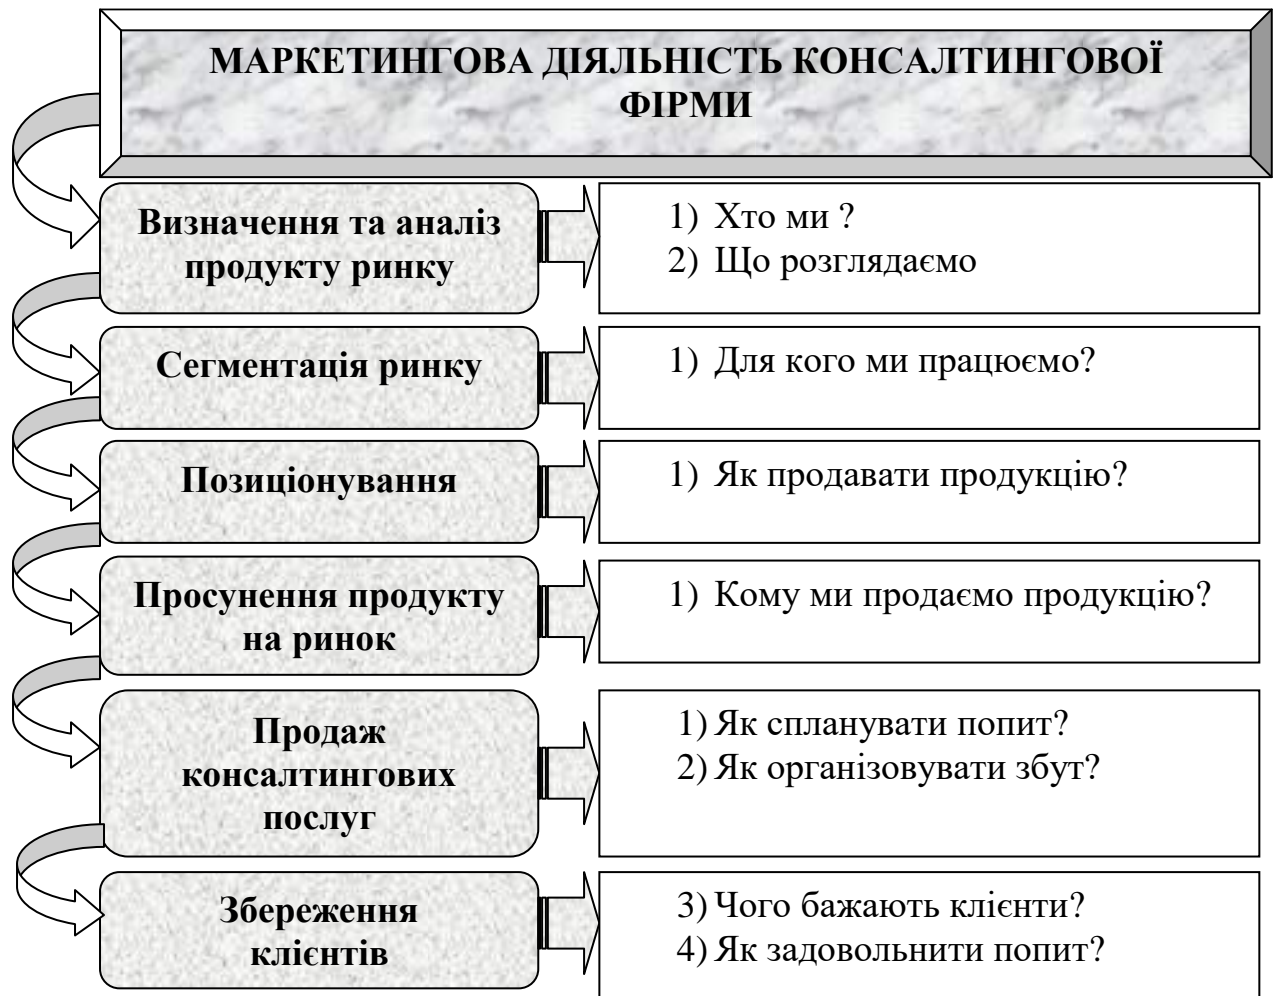 МАРКЕТИНГОВА ДІЯЛЬНІСТЬ КОНСАЛТИНГОВОЇ
ФІРМИ
Визначення та аналіз
продукту ринку
1) Хто ми ?
2) Що розглядаємо
Сегментація ринку
1) Для кого ми працюємо?
Позиціонування
1) Як продавати продукцію?
Просунення продукту
на ринок
1) Кому ми продаємо продукцію?
Продаж
консалтингових
послуг
1) Як спланувати попит?
2) Як організовувати збут?
Збереження
клієнтів
3) Чого бажають клієнти?
4) Як задовольнити попит?